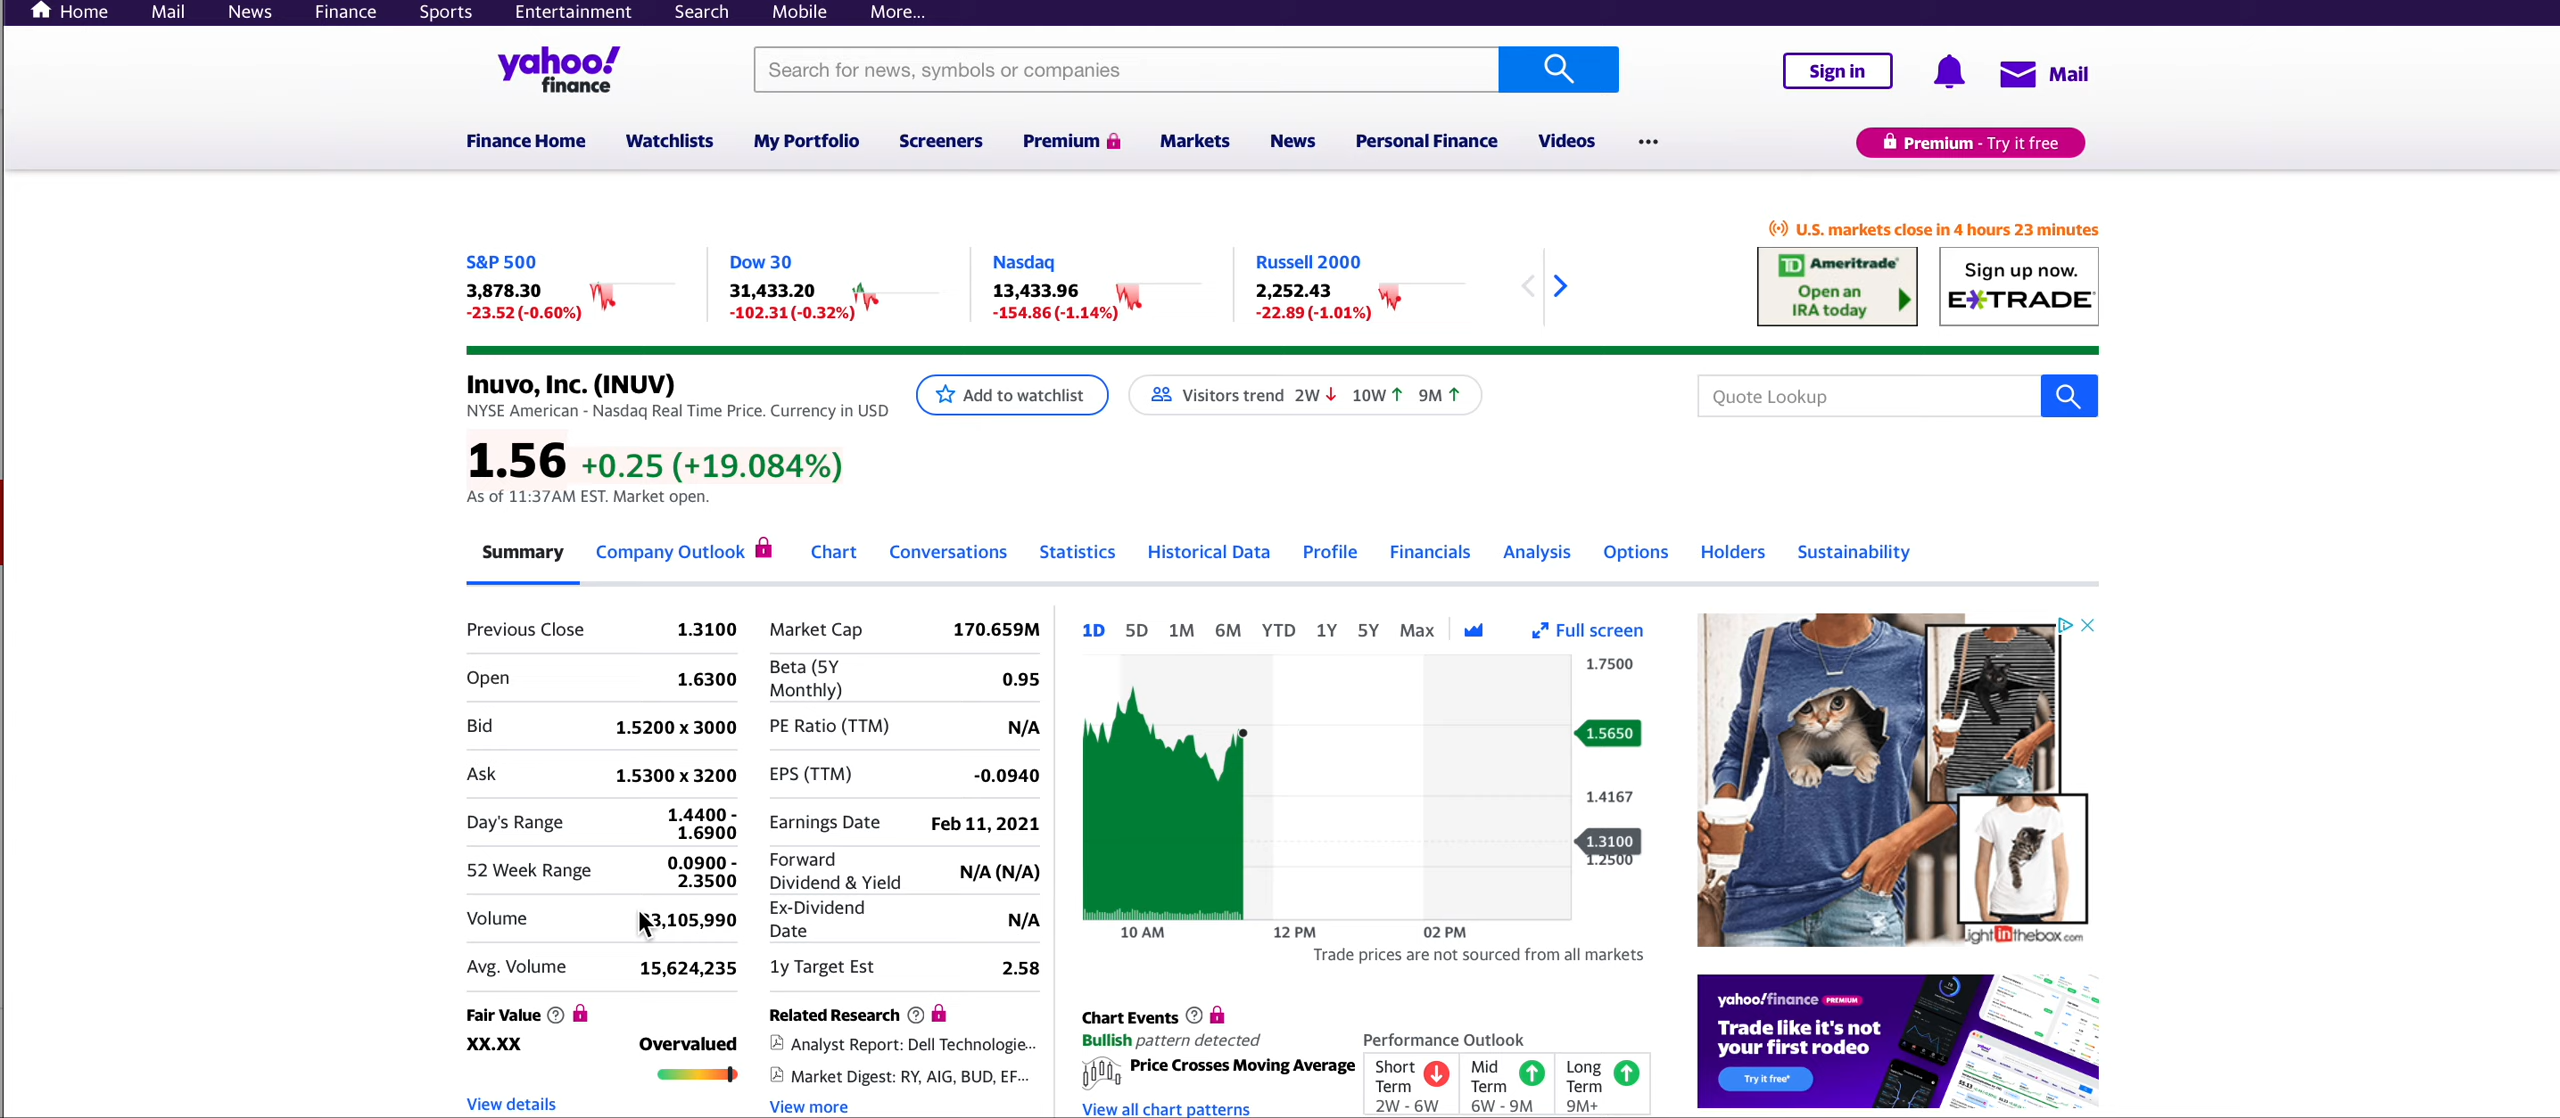 Home Mail News Finance Sports Entertainment Search Mobile More...
yahoo!
finance
Search for news, symbols or companies
Sign in
Mail
Finance Home Watchlists My Portfolio Screeners Premium Markets News Personal Finance Videos ...
Premium - Try it free
U.S. markets close in 4 hours 23 minutes
S&P 500
3,878.30
-23.52 (-0.60%)
Dow 30
31,433.20
-102.31 (-0.32%)
Nasdaq
13,433.96
-154.86 (-1.14%)
Russell 2000
2,252.43
-22.89 (-1.01%)
TD Ameritrade
Open an
IRA today
Sign up now.
E*TRADE
Inuvo, Inc. (INUV)
NYSE American - Nasdaq Real Time Price. Currency in USD
Add to watchlist
Visitors trend 2W↓ 10W↑ 9M↑
Quote Lookup
1.56 +0.25 (+19.084%)
As of 11:37AM EST. Market open.
Summary Company Outlook Chart Conversations Statistics Historical Data Profile Financials Analysis Options Holders Sustainability
Previous Close 1.3100
Open 1.6300
Bid 1.5200 x 3000
Ask 1.5300 x 3200
Day's Range 1.4400 -
1.6900
52 Week Range 0.0900 -
2.3500
Volume 3,105,990
Avg. Volume 15,624,235
Market Cap 170.659M
Beta (5Y
Monthly) 0.95
PE Ratio (TTM) N/A
EPS (TTM) -0.0940
Earnings Date Feb 11, 2021
Forward
Dividend & Yield N/A (N/A)
Ex-Dividend
Date N/A
1y Target Est 2.58
1D 5D 1M 6M YTD 1Y 5Y Max
Full screen
1.7500
1.5650
1.4167
1.3100
1.2500
10 AM 12 PM 02 PM
Trade prices are not sourced from all markets
Fair Value ?
XX.XX Overvalued
View details
Related Research ?
Analyst Report: Dell Technologie...
Market Digest: RY, AIG, BUD, EF...
View more
Chart Events ?
Bullish pattern detected
Price Crosses Moving Average
View all chart patterns
Performance Outlook
Short
Term
2W - 6W
Mid
Term
6W - 9M
Long
Term
9M+
lightinthebox.com
yahoo!finance PREMIUM
Trade like it's not
your first rodeo
Try it free*